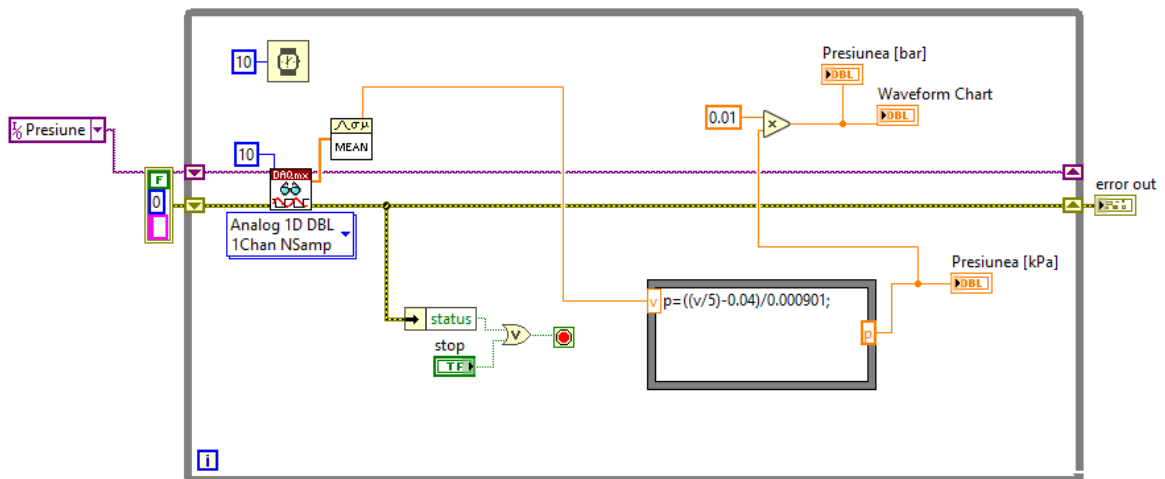 10
Presiunea [bar]
DBL
Waveform Chart
DBL
0.01
x
I/O Presiune
10
MEAN
DAQmx
F
0
Analog 1D DBL
1Chan NSamp
error out
Presiunea [kPa]
DBL
v
p=((v/5)-0.04)/0.000901;
p
status
stop
TF
V
i